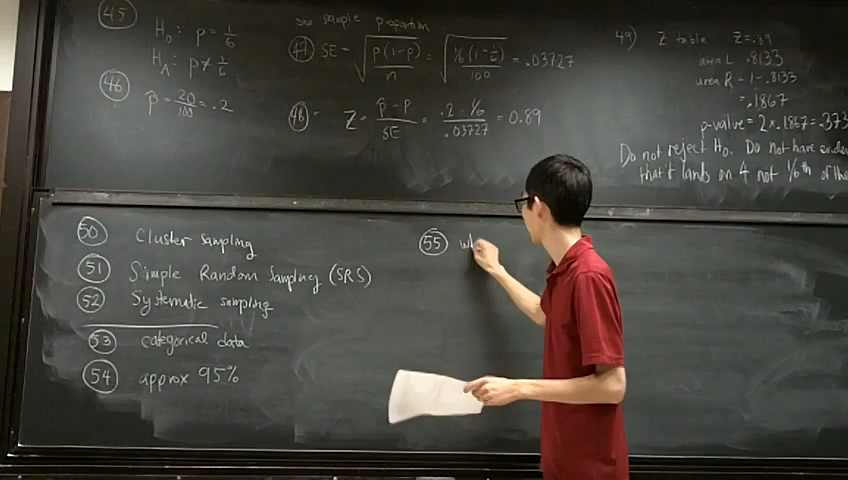 45
H₀: p = 1/6
Hₐ: p ≠ 1/6
46
p̂ = 20/100 = .2
sample proportion
47 SE = √(p(1-p)/n) = √(1/6(1-1/6)/100) = .03727
48 Z = (p̂ - p)/SE = (.2 - 1/6)/.03727 = 0.89
49) Z table Z=.89
area L = .8133
area R = 1-.8133
= .1867
p-value = 2×.1867 = .373
Do not reject H₀. Do not have
that it lands on 4 not 1/6th of the
50 Cluster sampling
51 Simple Random Sampling (SRS)
52 Systematic sampling
53 categorical data
54 approx 95%
55 wh